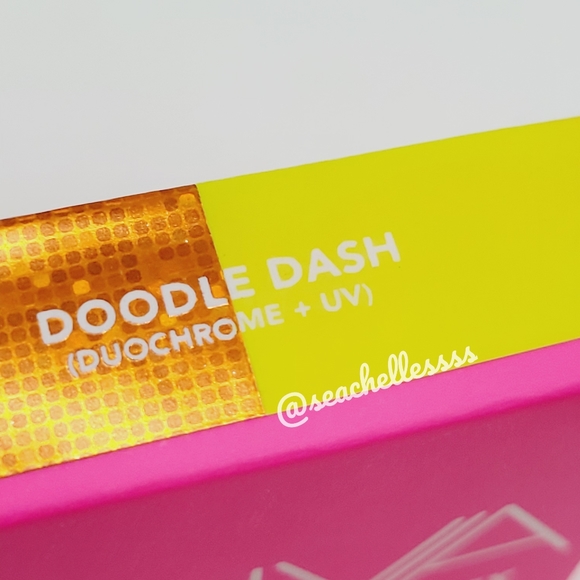 DOODLE DASH
(DUOCHROME + UV)
@seachellessss